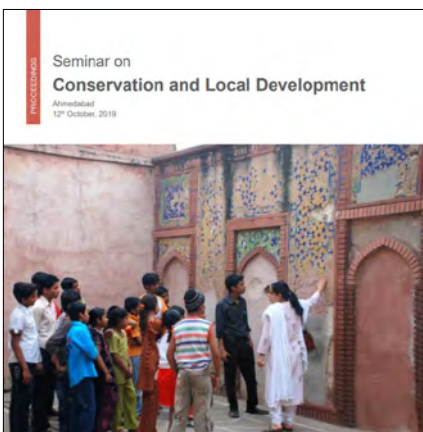 PROCEEDINGS
Seminar on
Conservation and Local Development
Ahmedabad
12th October, 2019